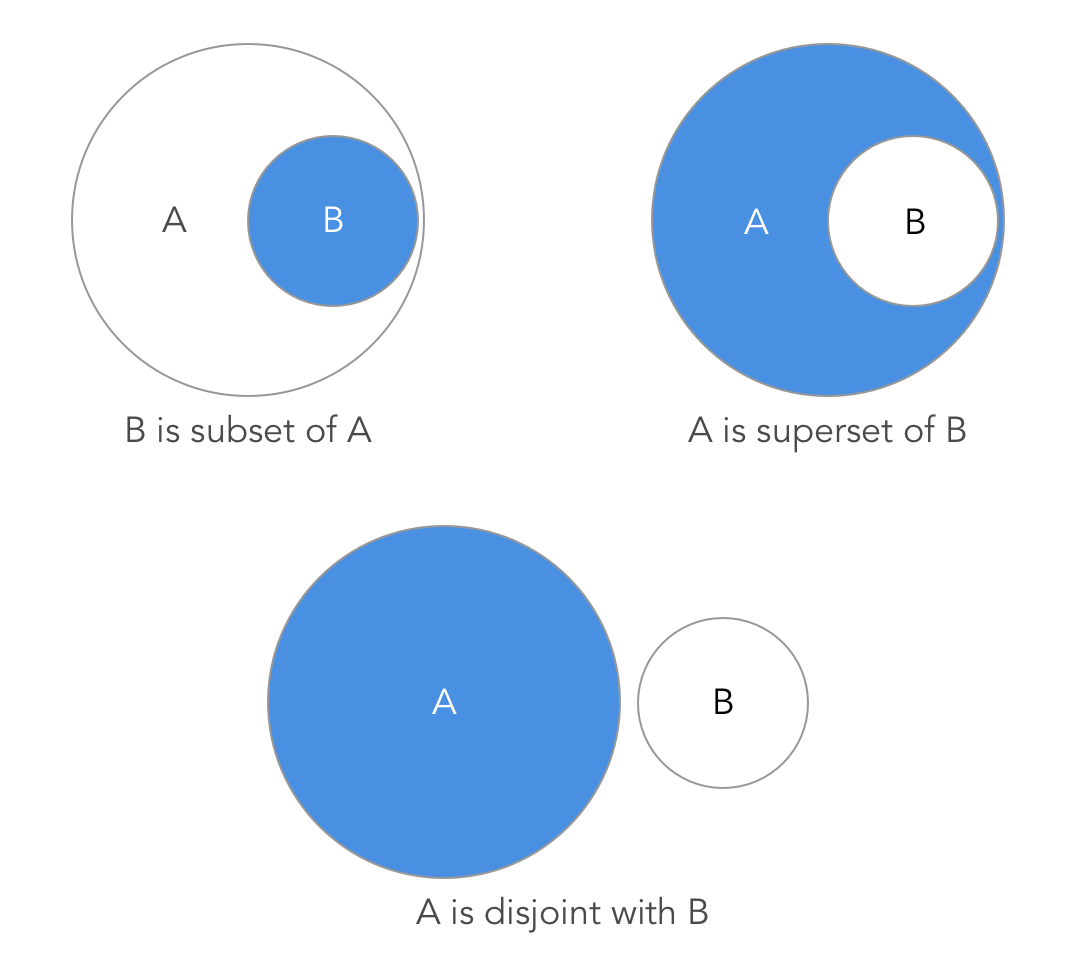 A
B
B is subset of A
A
B
A is superset of B
A
B
A is disjoint with B